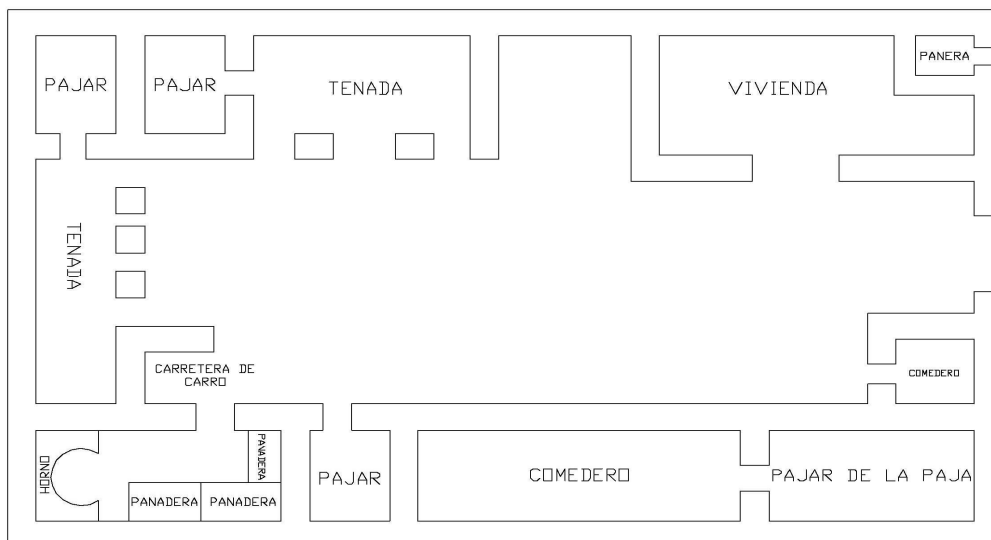 PANERA
PAJAR
PAJAR
TENADA
VIVIENDA
TENADA
CARRETERA DE
CARRO
COMEDERO
HORNO
PANADERA
PANADERA
PANADERA
PAJAR
COMEDERO
PAJAR DE LA PAJA